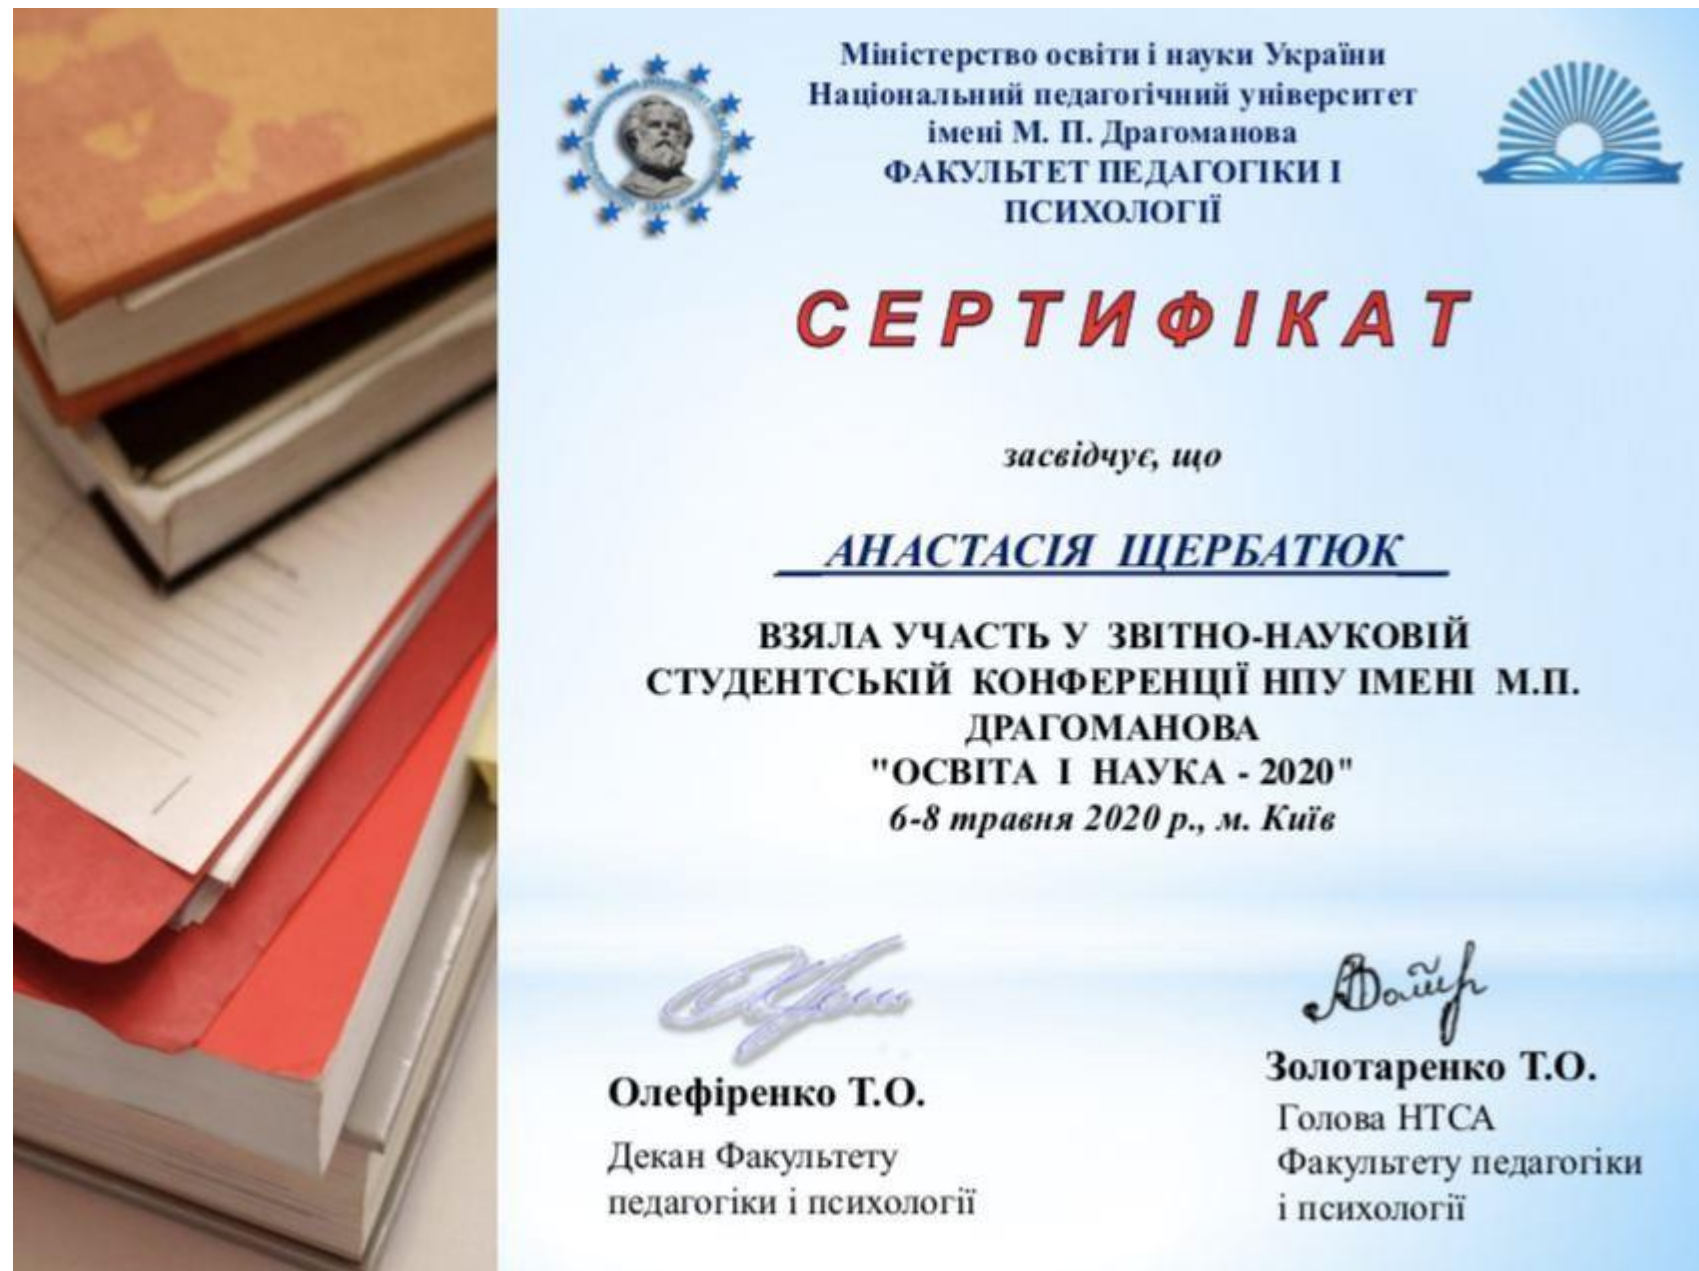 Міністерство освіти і науки України
Національний педагогічний університет
імені М. П. Драгоманова
ФАКУЛЬТЕТ ПЕДАГОГІКИ І
ПСИХОЛОГІЇ
СЕРТИФІКАТ
засвідчує, що
АНАСТАСІЯ ЩЕРБАТЮК
ВЗЯЛА УЧАСТЬ У ЗВІТНО-НАУКОВІЙ
СТУДЕНТСЬКІЙ КОНФЕРЕНЦІЇ НПУ ІМЕНІ М.П.
ДРАГОМАНОВА
"ОСВІТА І НАУКА - 2020"
6-8 травня 2020 р., м. Київ
Олефіренко Т.О.
Декан Факультету
педагогіки і психології
Золотаренко Т.О.
Голова НТСА
Факультету педагогіки
і психології